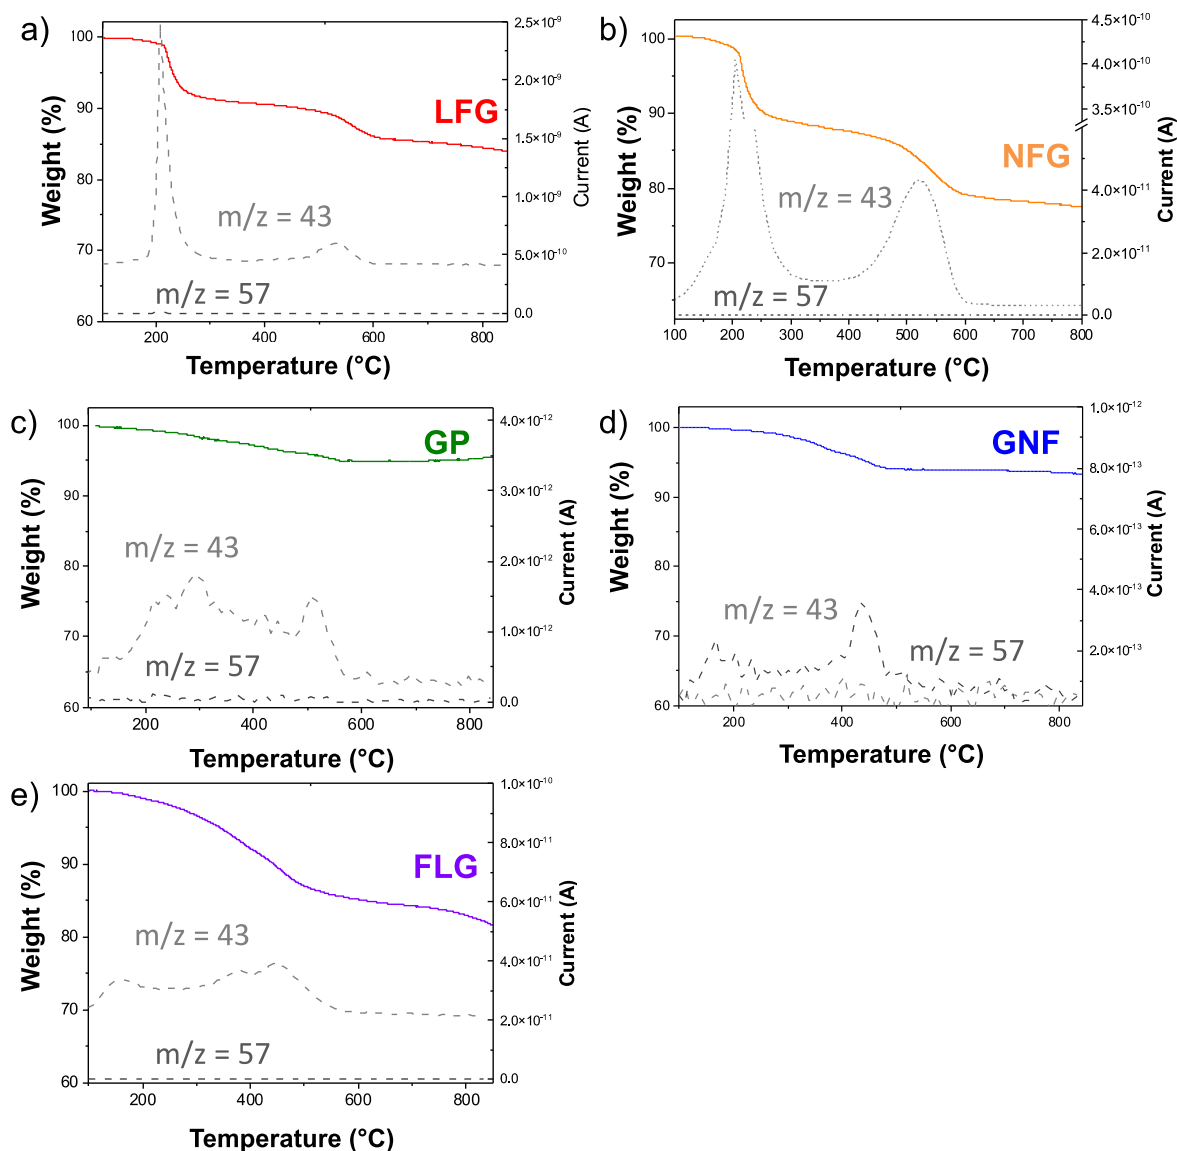 a)
100
90
80
70
60
Weight (%)
LFG
m/z = 43
m/z = 57
2.5×10⁻⁹
2.0×10⁻⁹
1.5×10⁻⁹
1.0×10⁻⁹
5.0×10⁻¹⁰
0.0
Current (A)
200 400 600 800
Temperature (°C)
b)
100
90
80
70
Weight (%)
NFG
m/z = 43
m/z = 57
4.5×10⁻¹⁰
4.0×10⁻¹⁰
3.5×10⁻¹⁰
4.0×10⁻¹¹
2.0×10⁻¹¹
0.0
Current (A)
100 200 300 400 500 600 700 800
Temperature (°C)
c)
100
90
80
70
60
Weight (%)
GP
m/z = 43
m/z = 57
4.0×10⁻¹²
3.0×10⁻¹²
2.0×10⁻¹²
1.0×10⁻¹²
0.0
Current (A)
200 400 600 800
Temperature (°C)
d)
100
90
80
70
60
Weight (%)
GNF
m/z = 43
m/z = 57
1.0×10⁻¹²
8.0×10⁻¹³
6.0×10⁻¹³
4.0×10⁻¹³
2.0×10⁻¹³
Current (A)
200 400 600 800
Temperature (°C)
e)
100
90
80
70
60
Weight (%)
FLG
m/z = 43
m/z = 57
1.0×10⁻¹⁰
8.0×10⁻¹¹
6.0×10⁻¹¹
4.0×10⁻¹¹
2.0×10⁻¹¹
0.0
Current (A)
200 400 600 800
Temperature (°C)